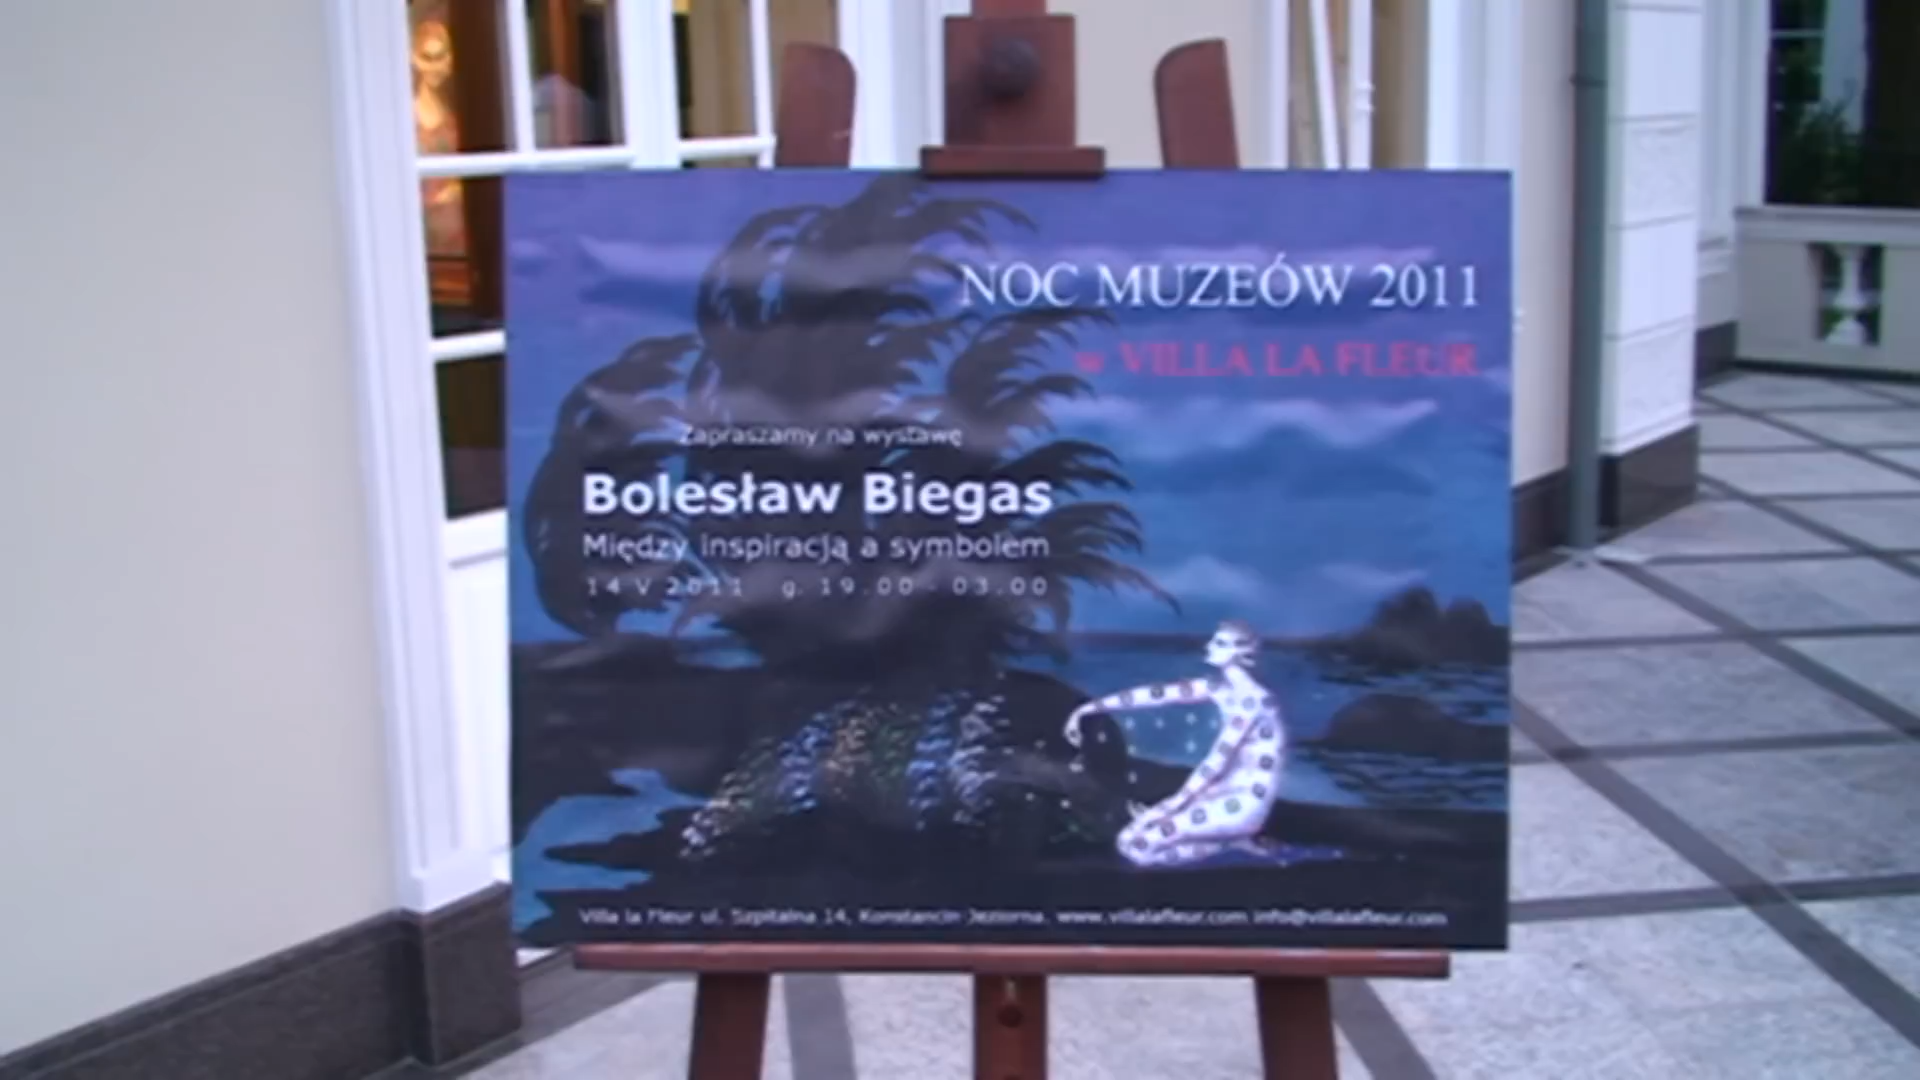 NOC MUZEÓW 2011
w VILLA LA FLEUR
Zapraszamy na wystawę
Bolesław Biegas
Między inspiracją a symbolem
14 V 2011 g. 19.00 - 03.00
Villa la Fleur ul. Szpitalna 14, Konstancin Jeziorna. www.villalafleur.com info@villalafleur.com